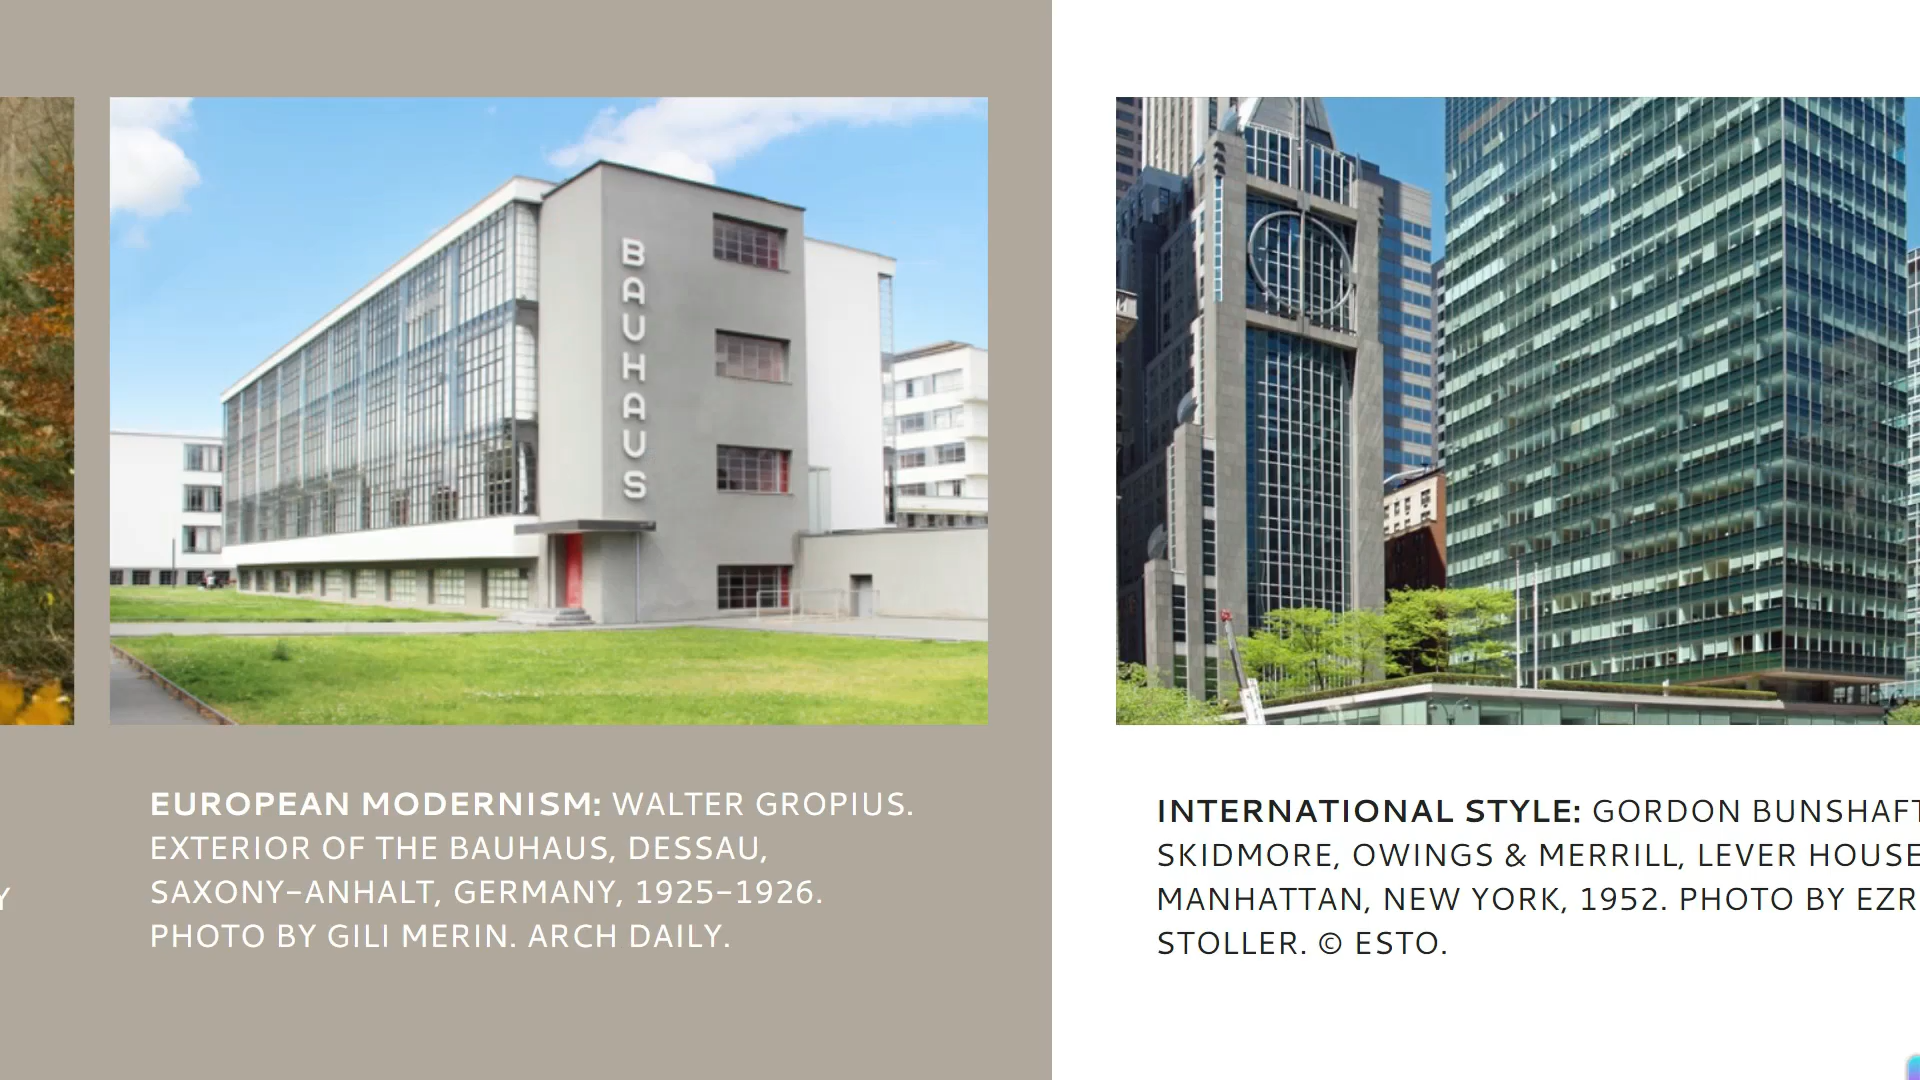 BAUHAUS
Y
EUROPEAN MODERNISM: WALTER GROPIUS.
EXTERIOR OF THE BAUHAUS, DESSAU,
SAXONY-ANHALT, GERMANY, 1925-1926.
PHOTO BY GILI MERIN. ARCH DAILY.
INTERNATIONAL STYLE: GORDON BUNSHAFT
SKIDMORE, OWINGS & MERRILL, LEVER HOUSE
MANHATTAN, NEW YORK, 1952. PHOTO BY EZR
STOLLER. © ESTO.